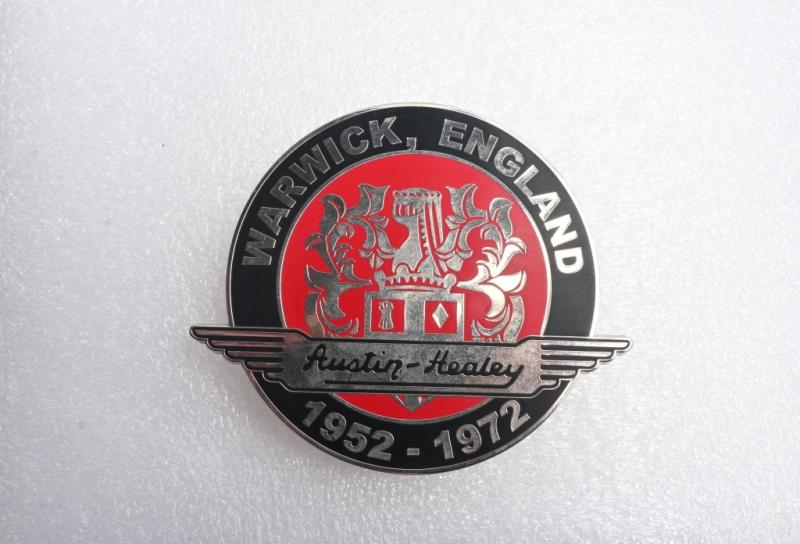 WARWICK, ENGLAND
Austin-Healey
1952 - 1972